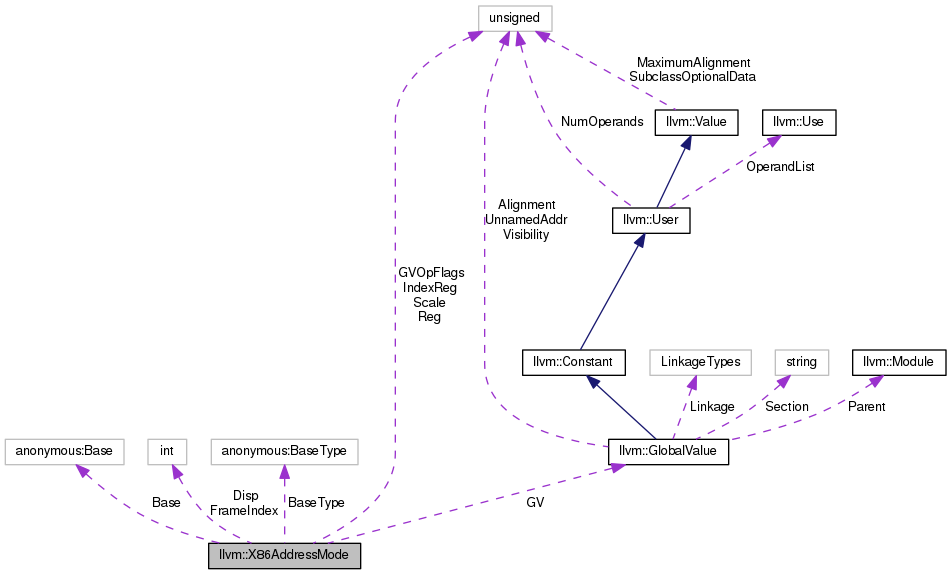 unsigned
MaximumAlignment
SubclassOptionalData
NumOperands
llvm::Value
llvm::Use
OperandList
Alignment
UnnamedAddr
Visibility
llvm::User
GVOpFlags
IndexReg
Scale
Reg
llvm::Constant
LinkageTypes
string
llvm::Module
Linkage
Section
Parent
anonymous:Base
int
anonymous:BaseType
llvm::GlobalValue
Base
Disp
FrameIndex
BaseType
GV
llvm::X86AddressMode